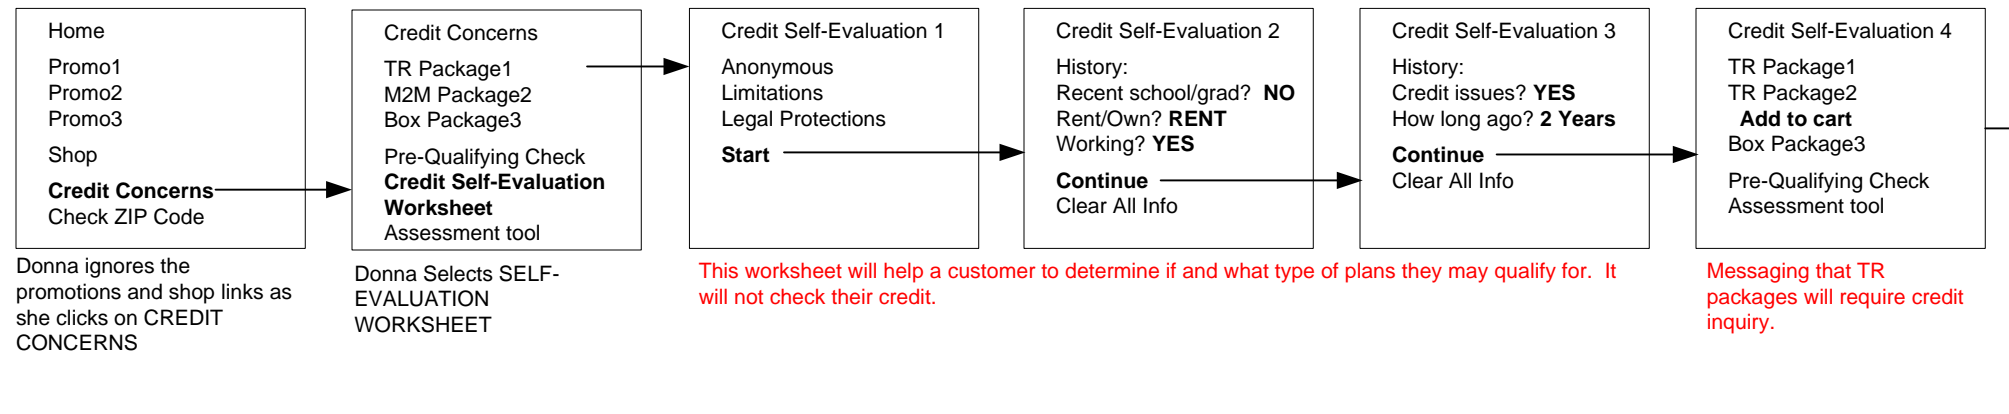 Home
Promo1
Promo2
Promo3
Shop
Credit Concerns
Check ZIP Code
Donna ignores the
promotions and shop links as
she clicks on CREDIT
CONCERNS
Credit Concerns
TR Package1
M2M Package2
Box Package3
Pre-Qualifying Check
Credit Self-Evaluation
Worksheet
Assessment tool
Donna Selects SELF-
EVALUATION
WORKSHEET
Credit Self-Evaluation 1
Anonymous
Limitations
Legal Protections
Start
Credit Self-Evaluation 2
History:
Recent school/grad? NO
Rent/Own? RENT
Working? YES
Continue
Clear All Info
Credit Self-Evaluation 3
History:
Credit issues? YES
How long ago? 2 Years
Continue
Clear All Info
This worksheet will help a customer to determine if and what type of plans they may qualify for. It
will not check their credit.
Credit Self-Evaluation 4
TR Package1
TR Package2
Add to cart
Box Package3
Pre-Qualifying Check
Assessment tool
Messaging that TR
packages will require credit
inquiry.